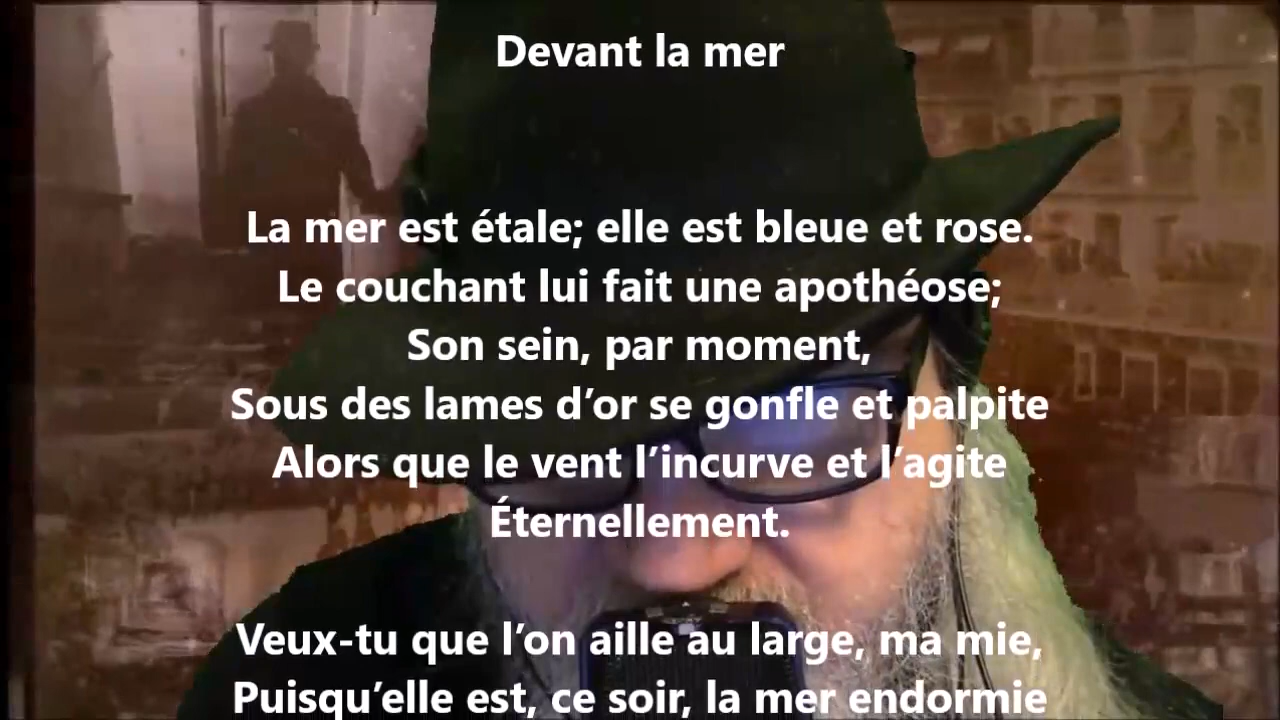 Devant la mer
La mer est étale; elle est bleue et rose.
Le couchant lui fait une apothéose;
Son sein, par moment,
Sous des lames d’or se gonfle et palpite
Alors que le vent l’incurve et l’agite
Éternellement.
Veux-tu que l’on aille au large, ma mie,
Puisqu’elle est, ce soir, la mer endormie